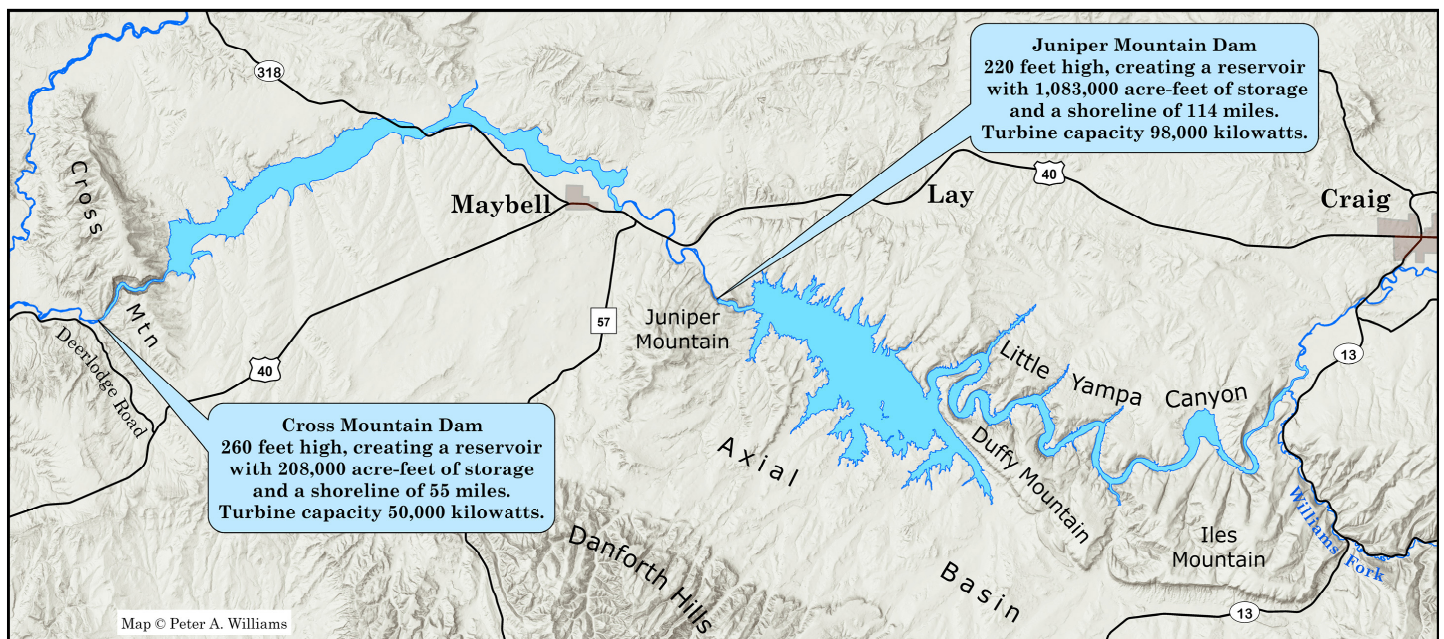 318
Juniper Mountain Dam
220 feet high, creating a reservoir
with 1,083,000 acre-feet of storage
and a shoreline of 114 miles.
Turbine capacity 98,000 kilowatts.
Cross
Mtn
Maybell
Lay
40
Craig
57
Juniper
Mountain
Deerlodge Road
40
13
Little Yampa Canyon
Cross Mountain Dam
260 feet high, creating a reservoir
with 208,000 acre-feet of storage
and a shoreline of 55 miles.
Turbine capacity 50,000 kilowatts.
Axial
Basin
Duffy Mountain
Iles
Mountain
Williams Fork
Danforth Hills
13
Map © Peter A. Williams